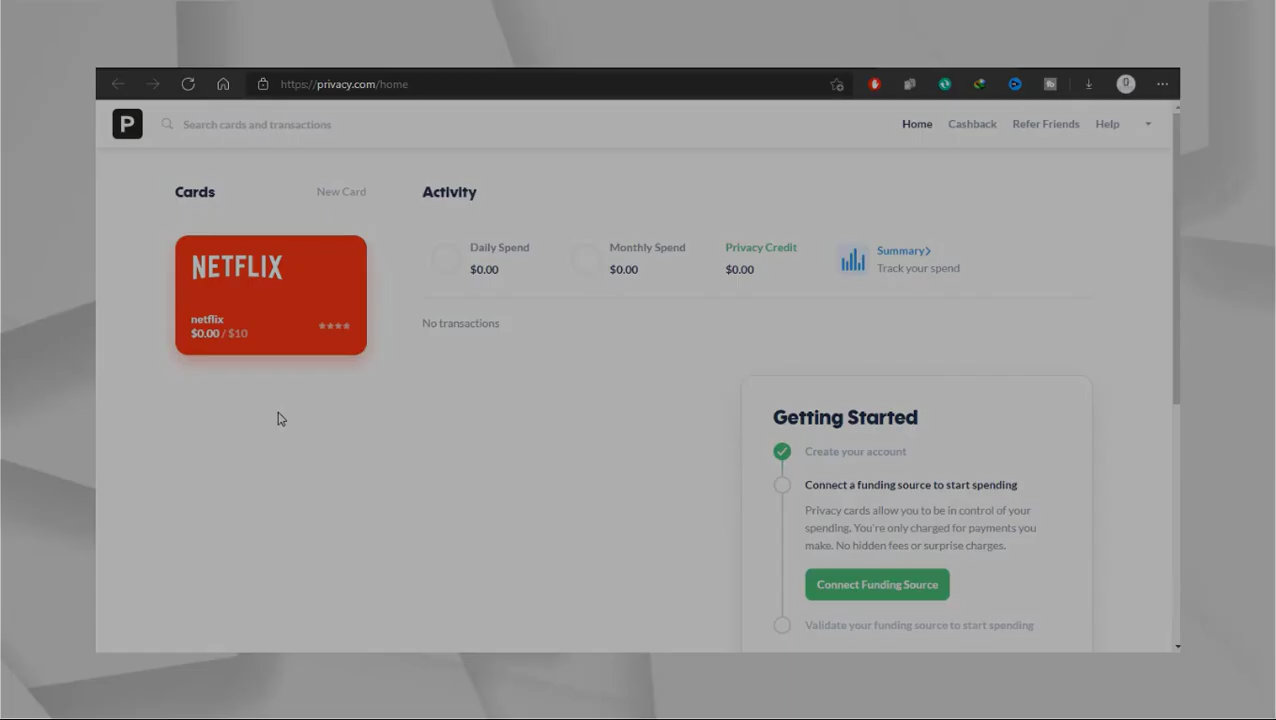 https://privacy.com/home
P
Search cards and transactions
Home
Cashback
Refer Friends
Help
Cards
New Card
Activity
NETFLIX
netflix
$0.00 / $10
****
Daily Spend
$0.00
Monthly Spend
$0.00
Privacy Credit
$0.00
Summary>
Track your spend
No transactions
Getting Started
Create your account
Connect a funding source to start spending
Privacy cards allow you to be in control of your
spending. You're only charged for payments you
make. No hidden fees or surprise charges.
Connect Funding Source
Validate your funding source to start spending